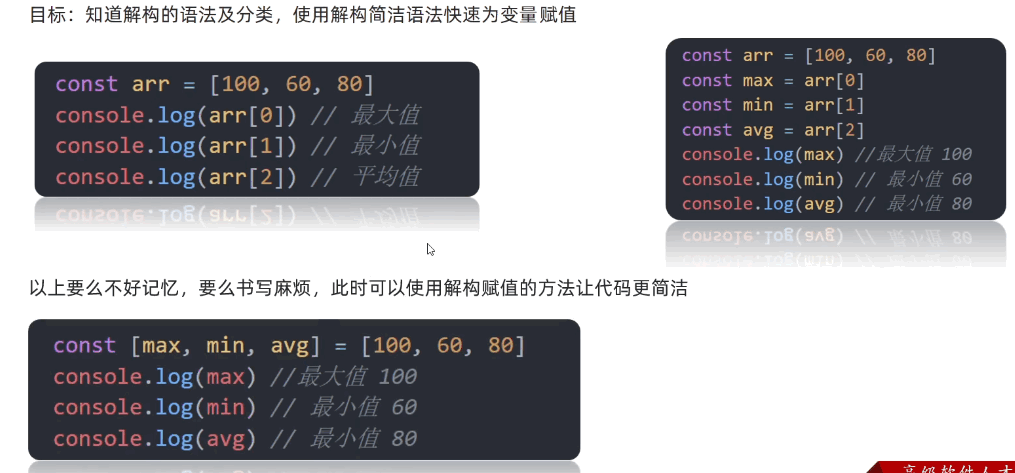 目标：知道解构的语法及分类，使用解构简洁语法快速为变量赋值
const arr = [100, 60, 80]
console.log(arr[0]) // 最大值
console.log(arr[1]) // 最小值
console.log(arr[2]) // 平均值
const arr = [100, 60, 80]
const max = arr[0]
const min = arr[1]
const avg = arr[2]
console.log(max) //最大值 100
console.log(min) // 最小值 60
console.log(avg) // 最小值 80
以上要么不好记忆，要么书写麻烦，此时可以使用解构赋值的方法让代码更简洁
const [max, min, avg] = [100, 60, 80]
console.log(max) //最大值 100
console.log(min) // 最小值 60
console.log(avg) // 最小值 80
高级软件人才